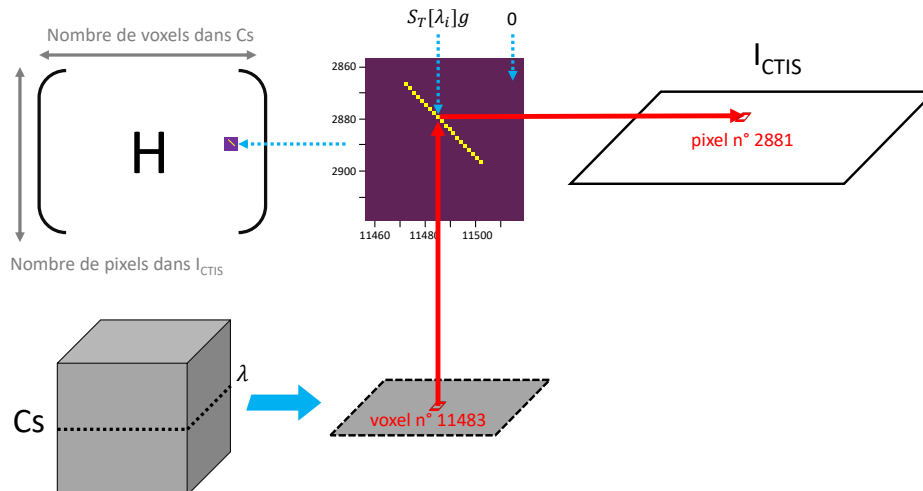 Nombre de voxels dans Cs
H
Nombre de pixels dans I_CTIS
S_T[λ_i]g
0
2860
2880
2900
11460
11480
11500
I_CTIS
pixel n° 2881
Cs
λ
voxel n° 11483